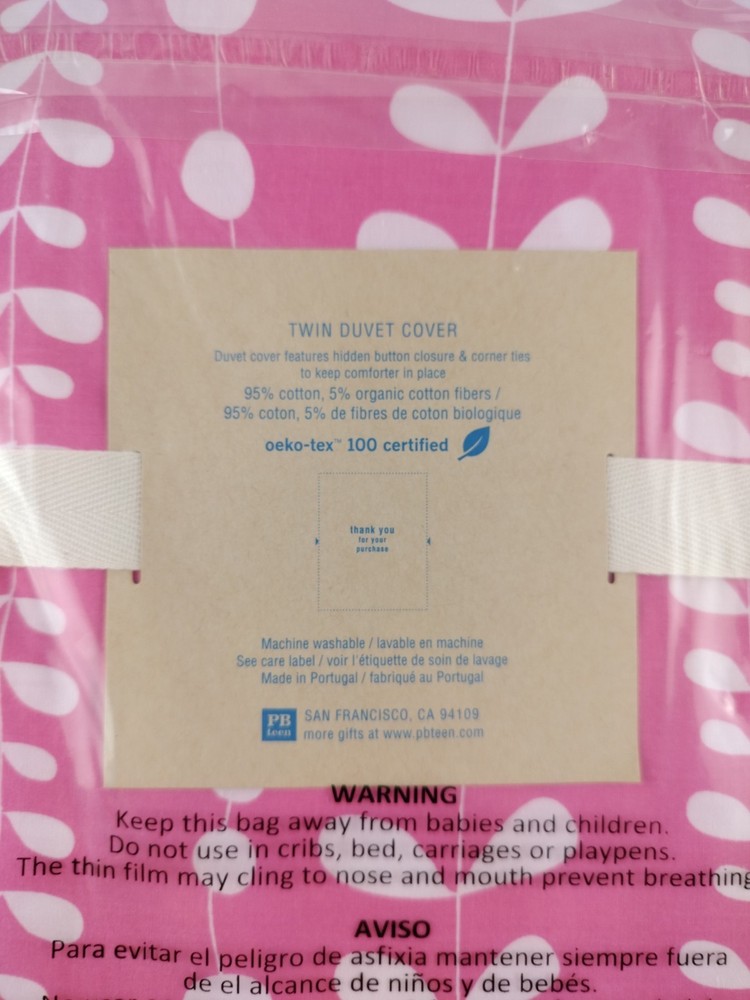 TWIN DUVET COVER
Duvet cover features hidden button closure & corner ties
to keep comforter in place
95% cotton, 5% organic cotton fibers /
95% coton, 5% de fibres de coton biologique
oeko-tex™ 100 certified
thank you
for your
purchase
Machine washable / lavable en machine
See care label / voir l'étiquette de soin de lavage
Made in Portugal / fabriqué au Portugal
PB
teen
SAN FRANCISCO, CA 94109
more gifts at www.pbteen.com
WARNING
Keep this bag away from babies and children.
Do not use in cribs, bed, carriages or playpens.
The thin film may cling to nose and mouth prevent breathing
AVISO
Para evitar el peligro de asfixia mantener siempre fuera
de el alcance de niños y de bebés.